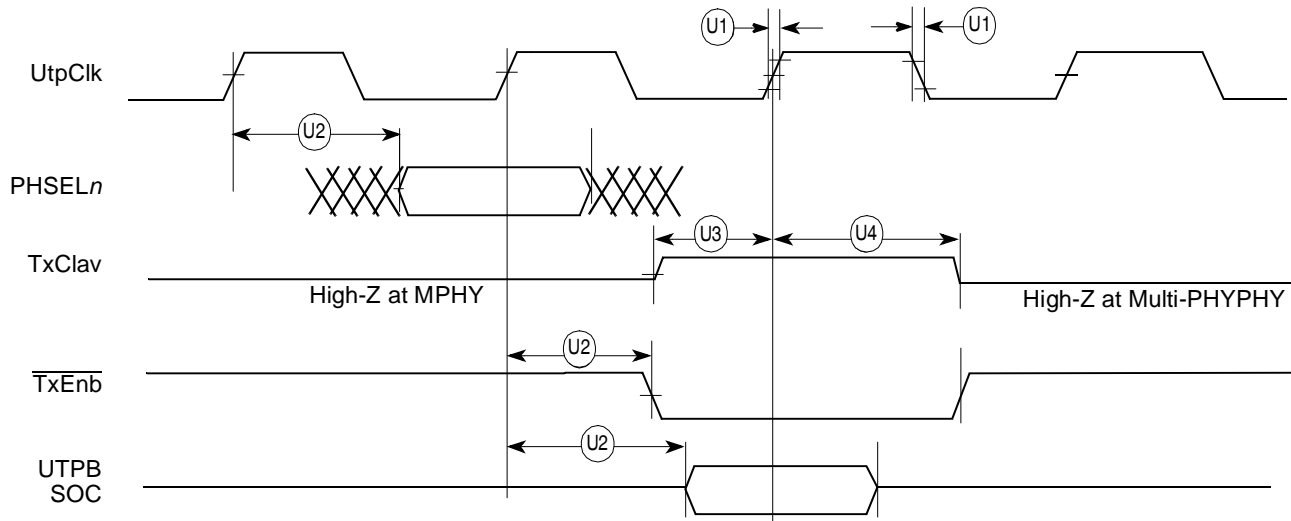 U1
U1
UtpClk
U2
PHSELn
U3
U4
TxClav
High-Z at MPHY
High-Z at Multi-PHYPHY
U2
TxEnb
U2
UTPB
SOC